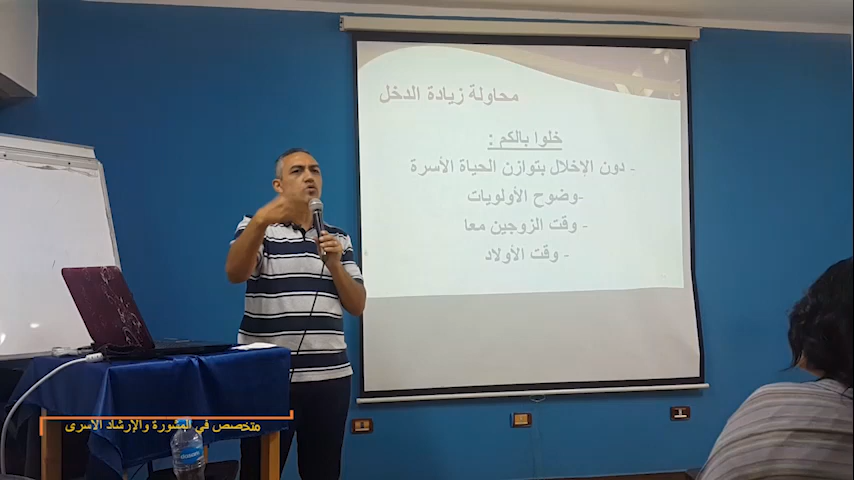 محاولة زيادة الدخل
خلوا بالكم :
- دون الإخلال بتوازن الحياة الأسرة
-وضوح الأولويات
- وقت الزوجين معا
- وقت الأولاد
متخصص في المشورة والإرشاد الاسرى